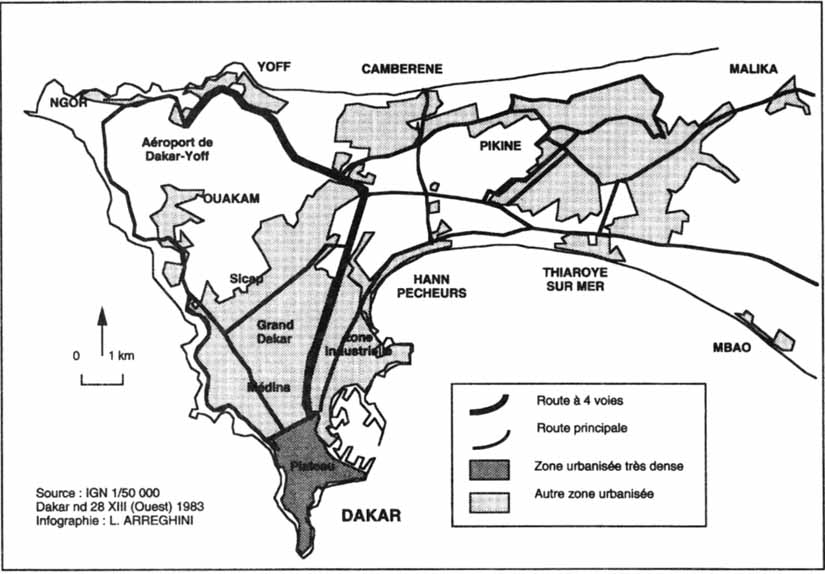 YOFF
CAMBERENE
MALIKA
NGOR
Aéroport de
Dakar-Yoff
PIKINE
OUAKAM
Sicap
HANN
PECHEURS
THIAROYE
SUR MER
Grand
Dakar
Zone
industrielle
MBAO
0 1 km
Médina
Plateau
DAKAR
Route à 4 voies
Route principale
Zone urbanisée très dense
Autre zone urbanisée
Source : IGN 1/50 000
Dakar nd 28 XIII (Ouest) 1983
Infographie : L. ARREGHINI